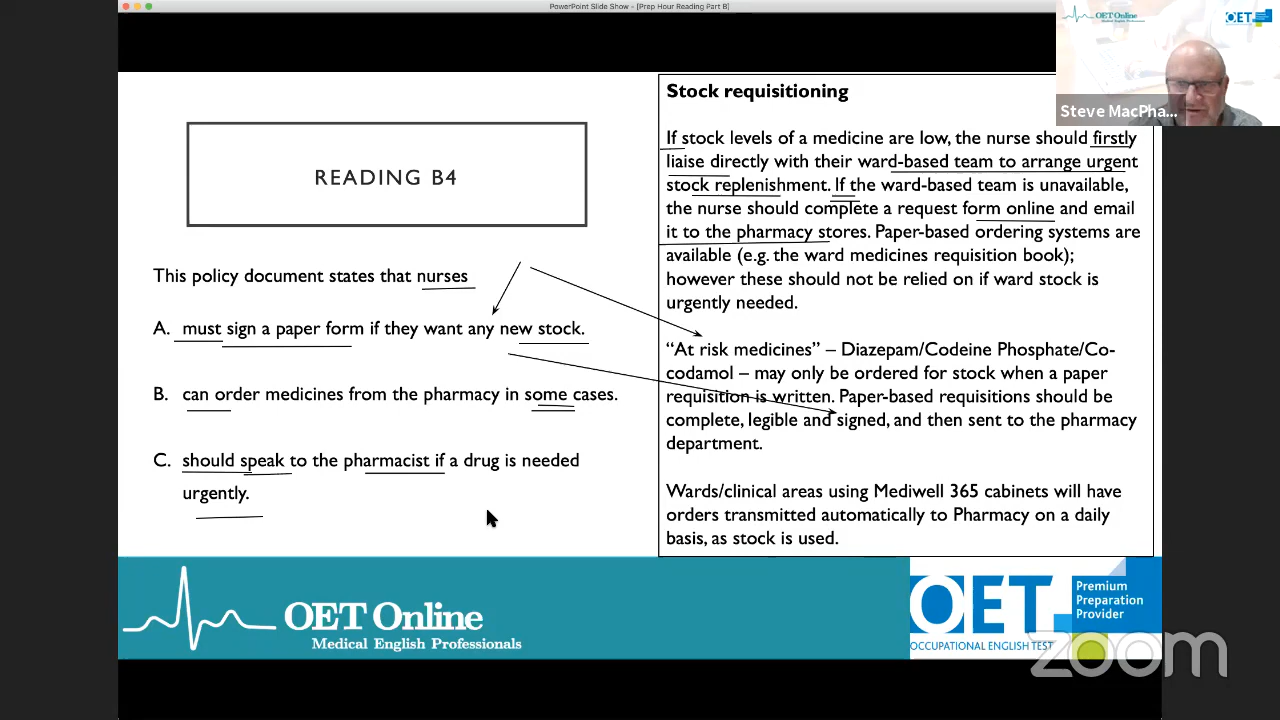 PowerPoint Slide Show - [Prep Hour Reading Part B]
OET Online
Medical English Professionals
OET
Steve MacPha...
READING B4
This policy document states that nurses
A. must sign a paper form if they want any new stock.
B. can order medicines from the pharmacy in some cases.
C. should speak to the pharmacist if a drug is needed
urgently.
Stock requisitioning
If stock levels of a medicine are low, the nurse should firstly
liaise directly with their ward-based team to arrange urgent
stock replenishment. If the ward-based team is unavailable,
the nurse should complete a request form online and email
it to the pharmacy stores. Paper-based ordering systems are
available (e.g. the ward medicines requisition book);
however these should not be relied on if ward stock is
urgently needed.
“At risk medicines” – Diazepam/Codeine Phosphate/Co-
codamol – may only be ordered for stock when a paper
requisition is written. Paper-based requisitions should be
complete, legible and signed, and then sent to the pharmacy
department.
Wards/clinical areas using Mediwell 365 cabinets will have
orders transmitted automatically to Pharmacy on a daily
basis, as stock is used.
OET Online
Medical English Professionals
OET
OCCUPATIONAL ENGLISH TEST
Premium
Preparation
Provider
zoom